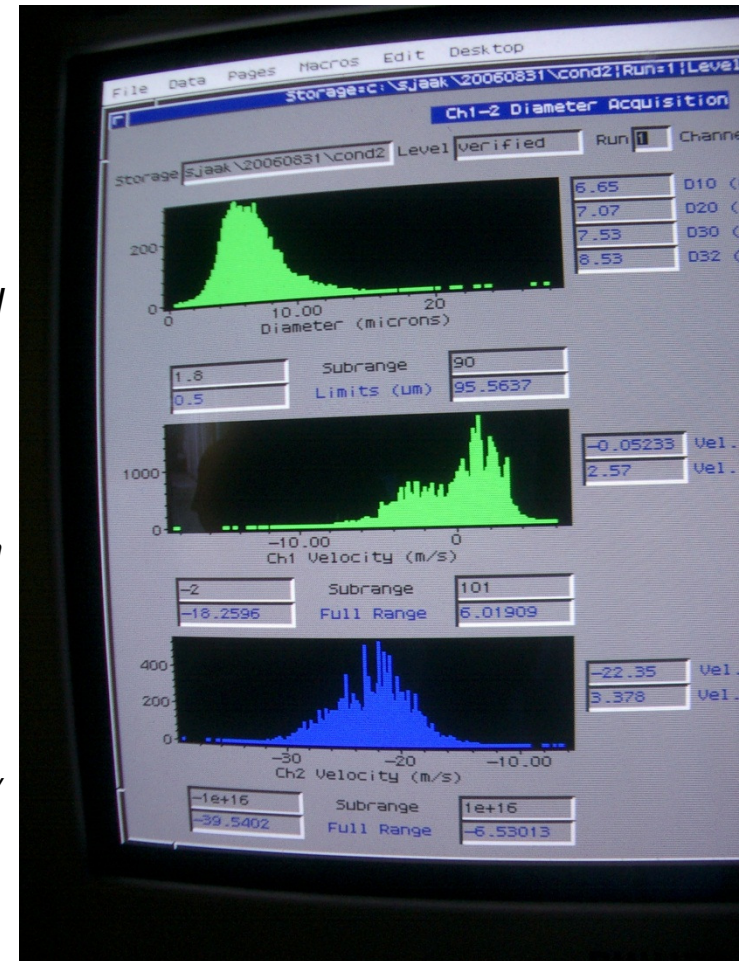 File Data Pages Macros Edit Desktop
Storage=c:\sjaak\20060831\cond2|Run=1|Level
Ch1-2 Diameter Acquisition
Storage sjaak\20060831\cond2 Level verified Run 1 Channe
6.65 D10 (
7.07 D20 (
7.53 D30 (
8.53 D32 (
200
0
0 10.00 20
Diameter (microns)
1.8 Subrange 90
0.5 Limits (um) 95.5637
1000
0
-10.00 0
Ch1 Velocity (m/s)
-0.05233 Vel.
2.57 Vel.
-2 Subrange 101
-18.2596 Full Range 6.01909
400
200
0
-30 -20 -10.00
Ch2 Velocity (m/s)
-22.35 Vel.
3.378 Vel.
-1e+16 Subrange 1e+16
-39.5402 Full Range -6.53013